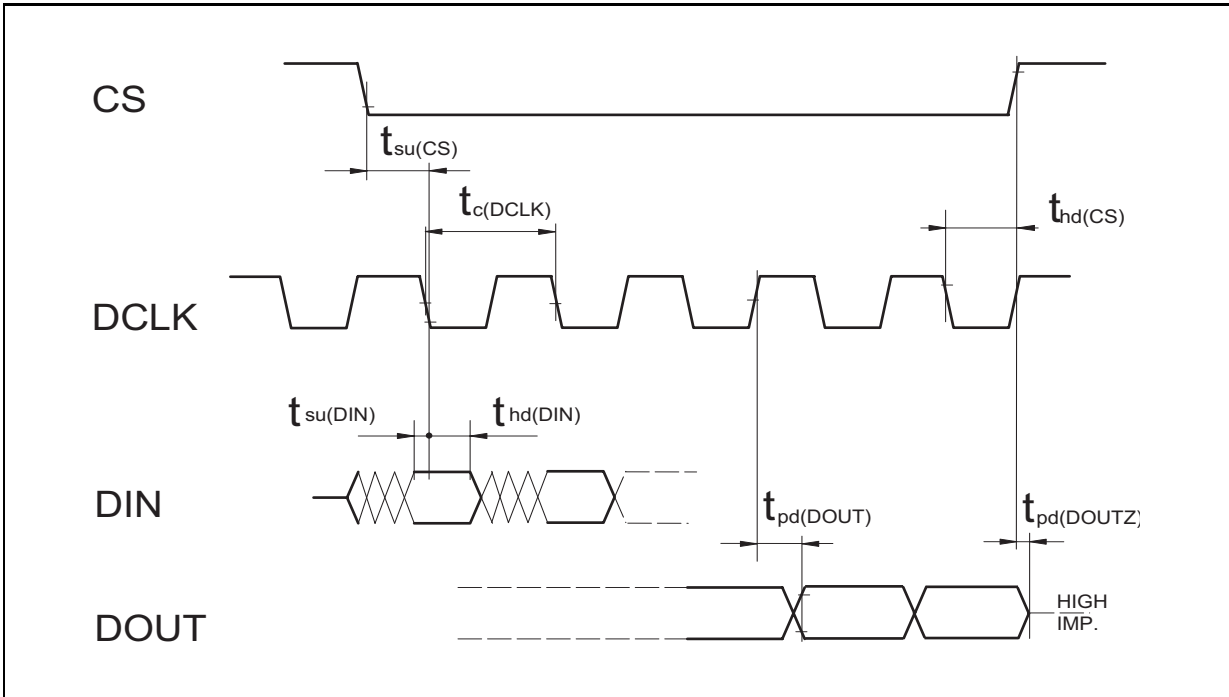 CS
tsu(CS)
tc(DCLK)
thd(CS)
DCLK
tsu(DIN)
thd(DIN)
DIN
tpd(DOUT)
tpd(DOUTZ)
DOUT
HIGH
IMP.